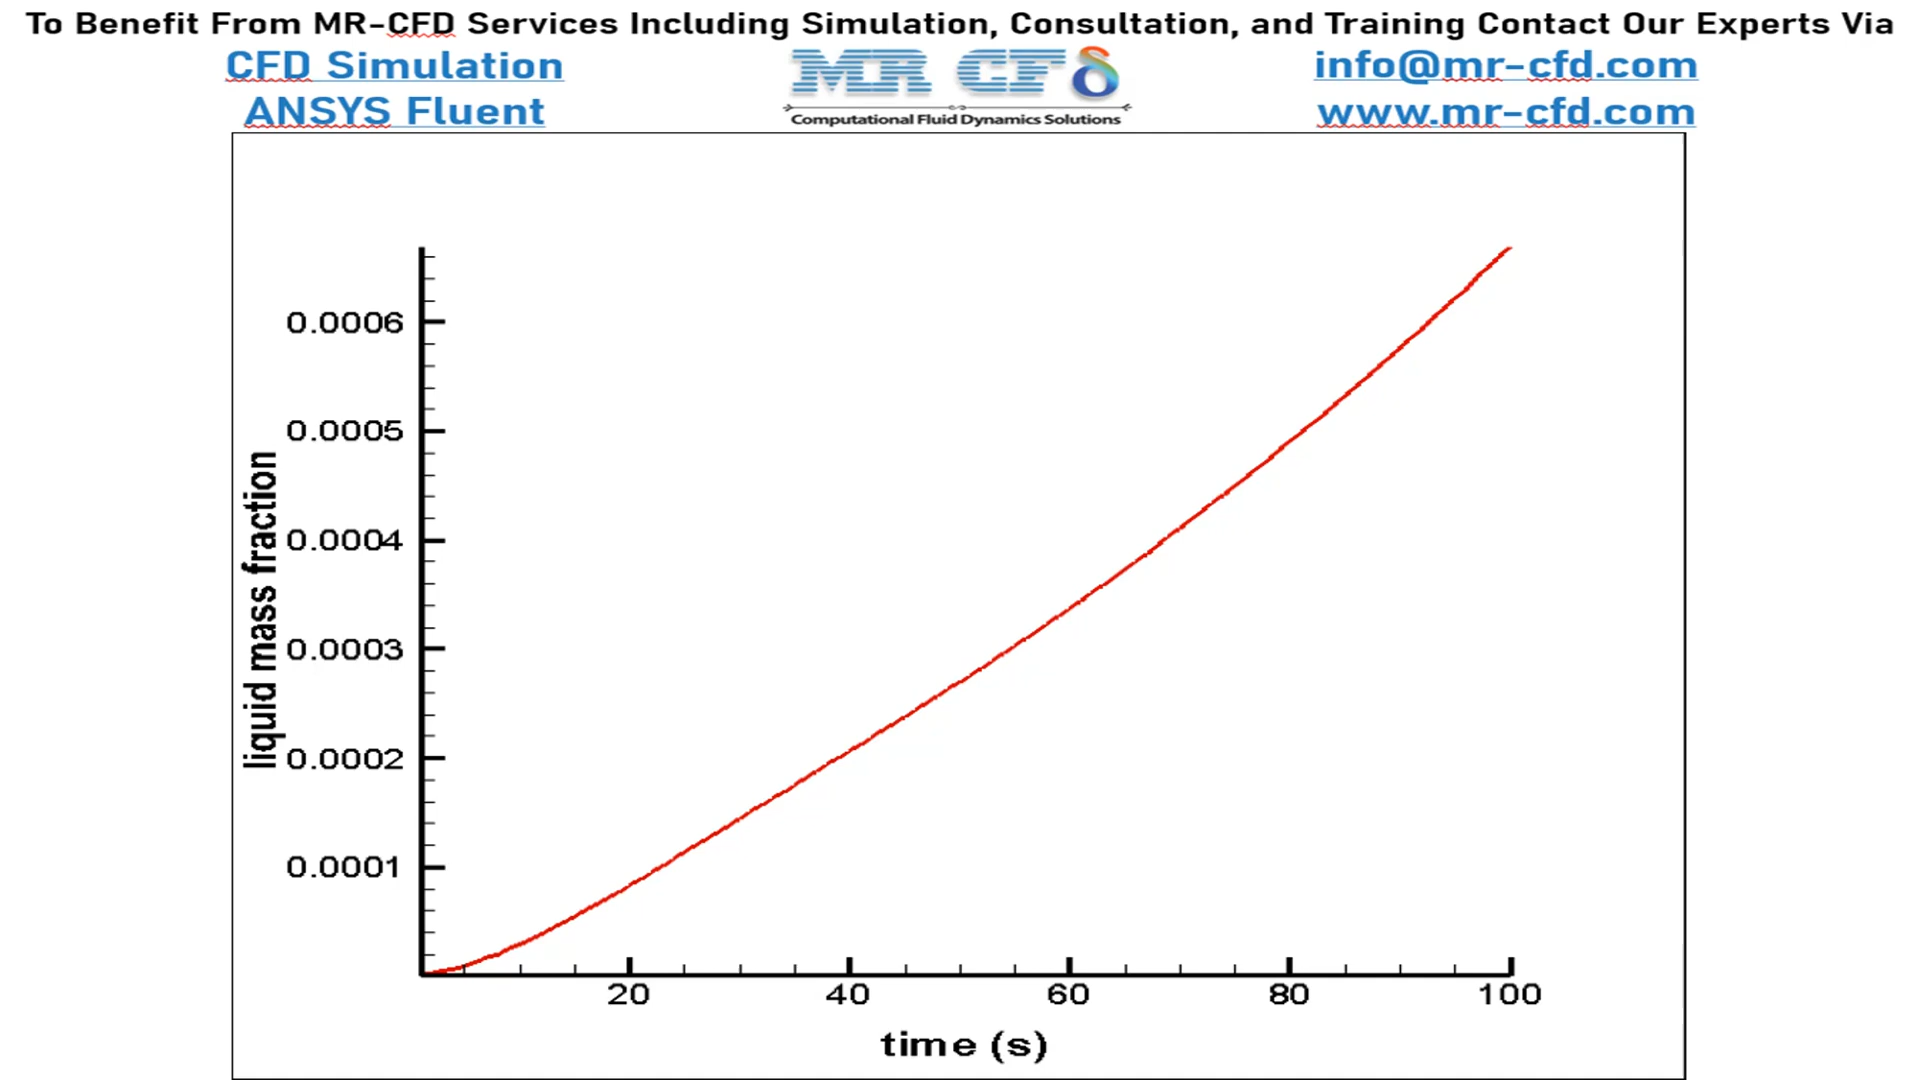 To Benefit From MR-CFD Services Including Simulation, Consultation, and Training Contact Our Experts Via
CFD Simulation
ANSYS Fluent
MR CFδ
Computational Fluid Dynamics Solutions
info@mr-cfd.com
www.mr-cfd.com
liquid mass fraction
0.0006
0.0005
0.0004
0.0003
0.0002
0.0001
20 40 60 80 100
time (s)